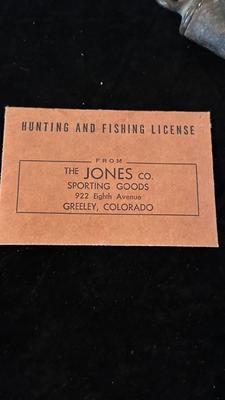 HUNTING AND FISHING LICENSE
FROM
THE JONES CO.
SPORTING GOODS
922 Eighth Avenue
GREELEY, COLORADO